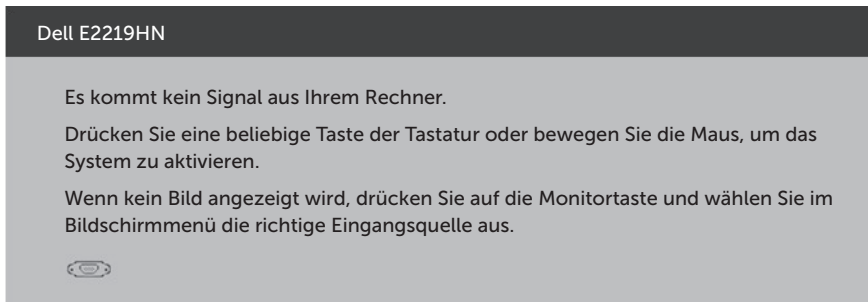 Dell E2219HN
Es kommt kein Signal aus Ihrem Rechner.
Drücken Sie eine beliebige Taste der Tastatur oder bewegen Sie die Maus, um das
System zu aktivieren.
Wenn kein Bild angezeigt wird, drücken Sie auf die Monitortaste und wählen Sie im
Bildschirmmenü die richtige Eingangsquelle aus.